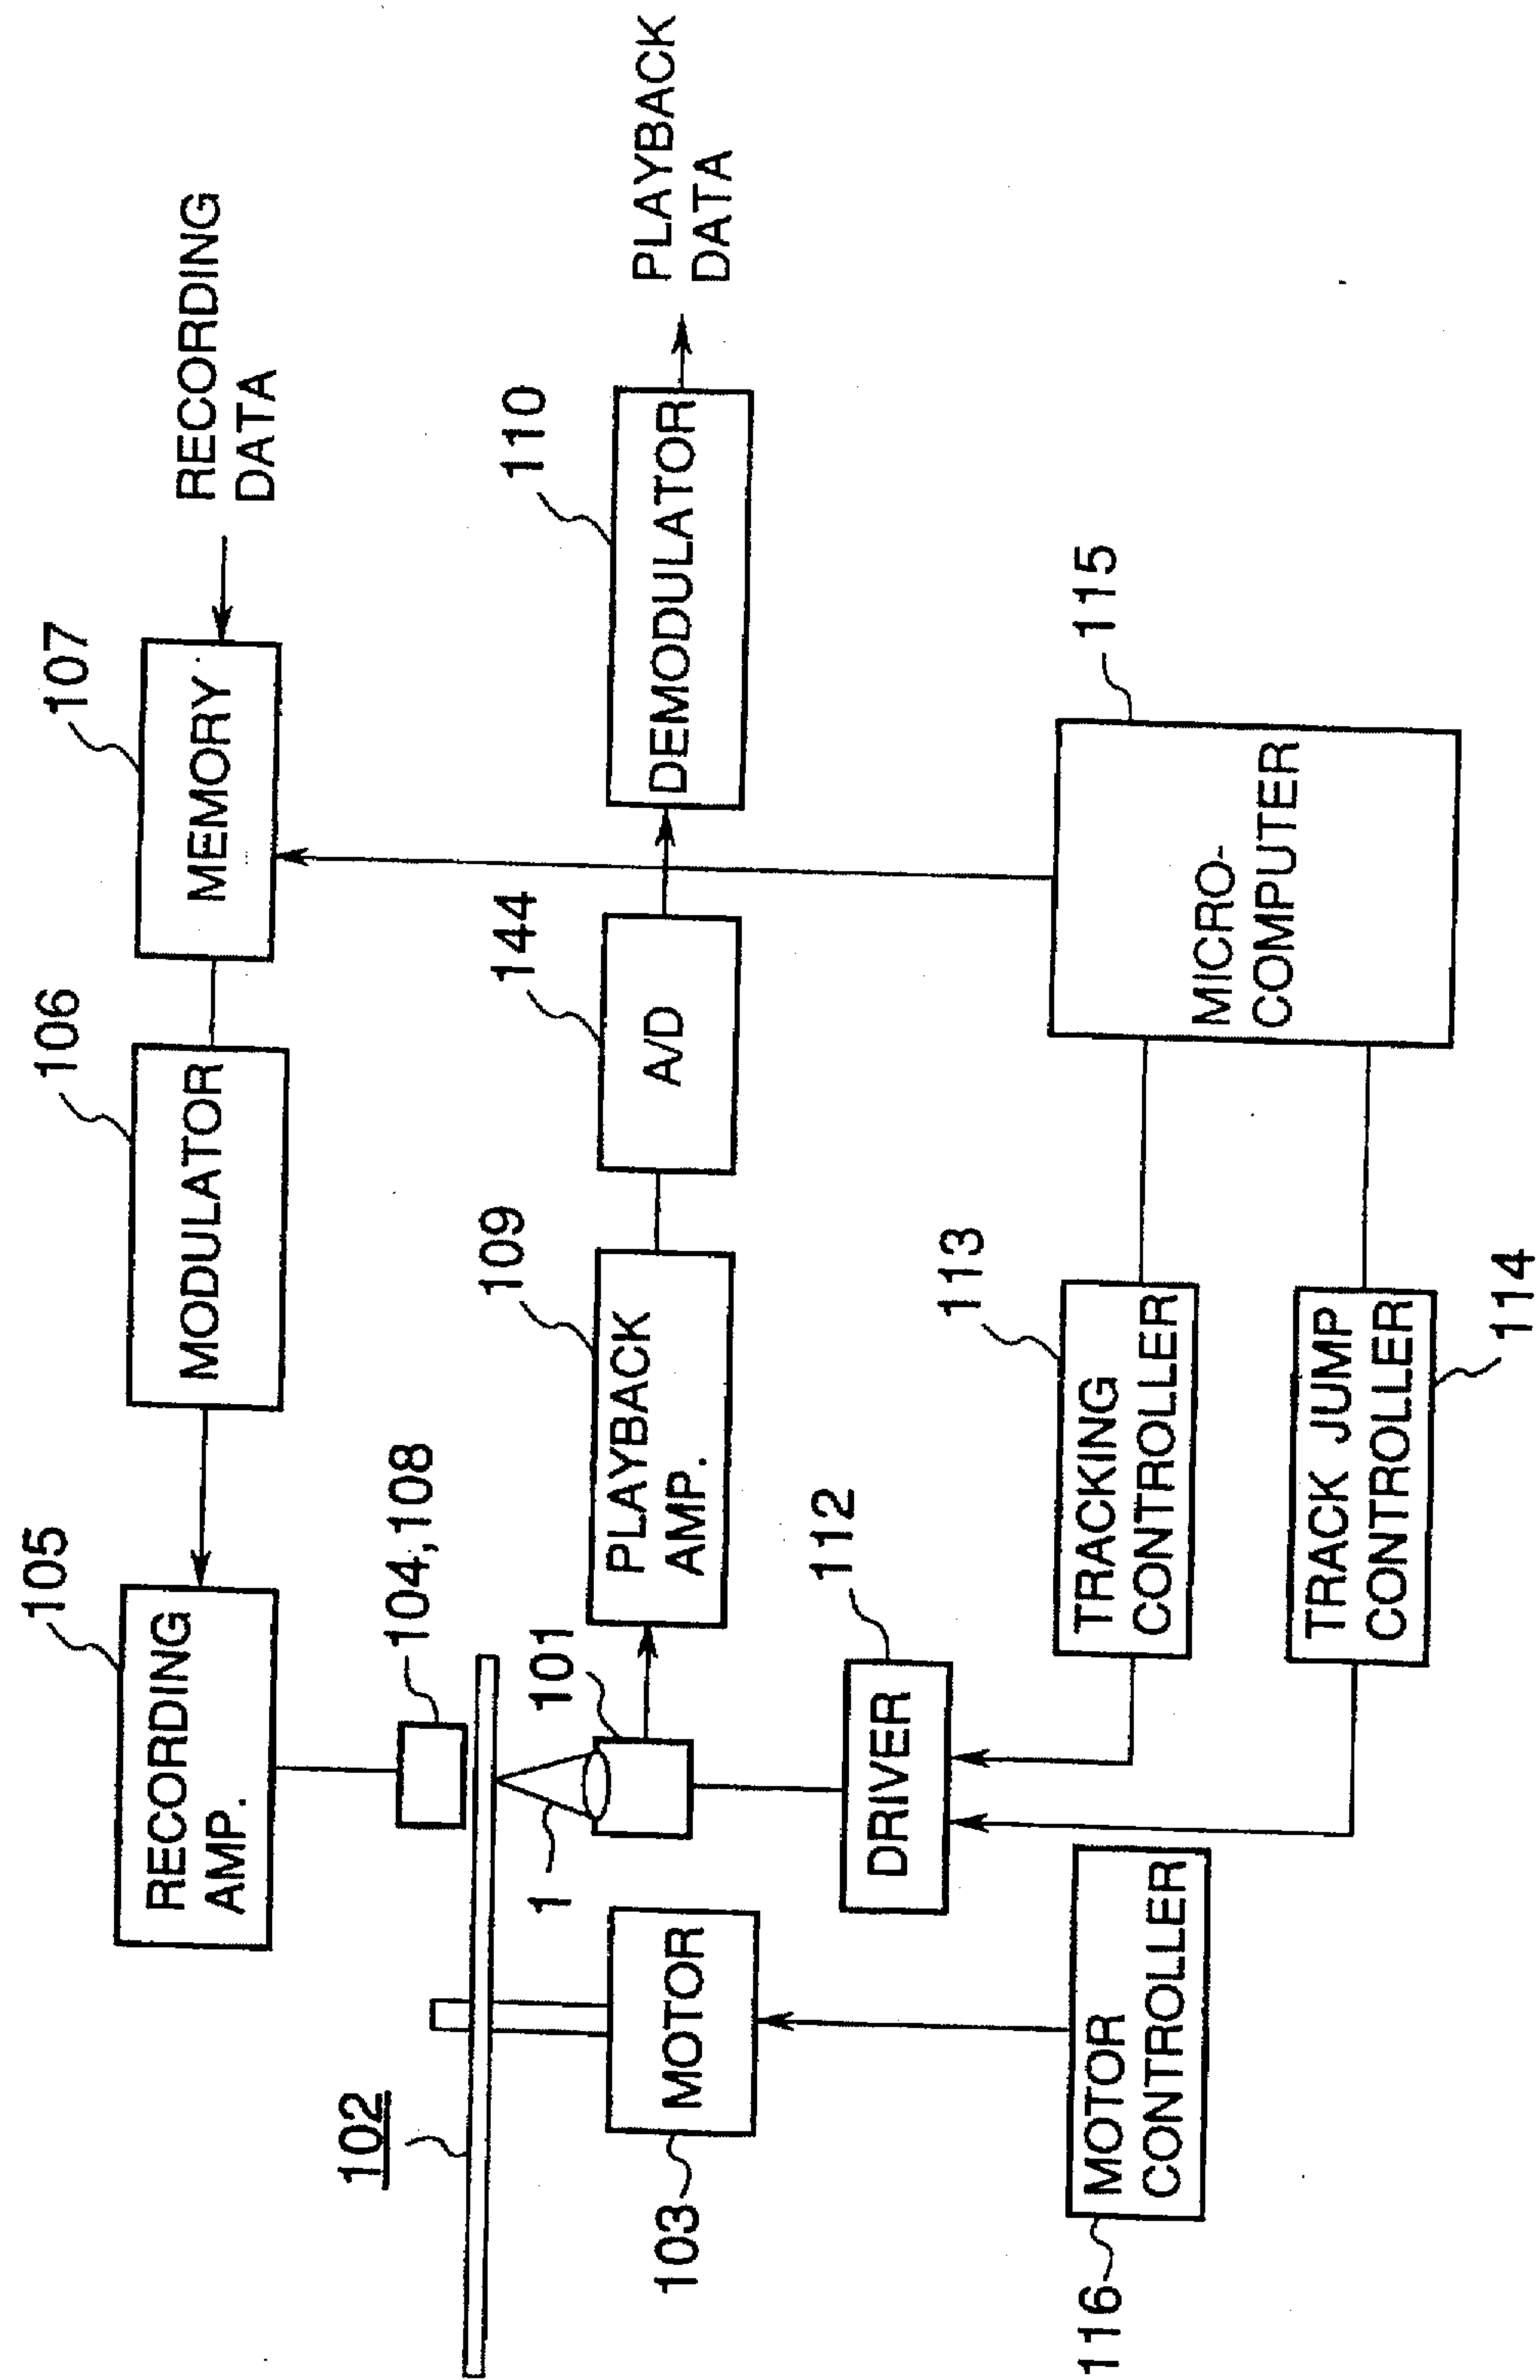 105
RECORDING
AMP.
106
MODULATOR
107
MEMORY
RECORDING
DATA
104,108
102
1
101
109
PLAYBACK
AMP.
144
A/D
110
DEMODULATOR
PLAYBACK
DATA
103
MOTOR
112
DRIVER
113
TRACKING
CONTROLLER
115
MICRO-
COMPUTER
116
MOTOR
CONTROLLER
TRACK JUMP
CONTROLLER
114